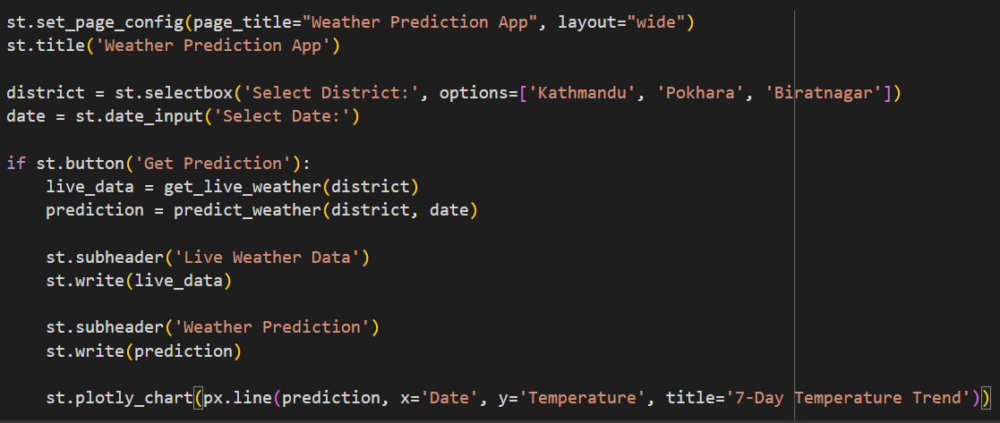 st.set_page_config(page_title="Weather Prediction App", layout="wide")
st.title('Weather Prediction App')
district = st.selectbox('Select District:', options=['Kathmandu', 'Pokhara', 'Biratnagar'])
date = st.date_input('Select Date:')
if st.button('Get Prediction'):
    live_data = get_live_weather(district)
    prediction = predict_weather(district, date)
    st.subheader('Live Weather Data')
    st.write(live_data)
    st.subheader('Weather Prediction')
    st.write(prediction)
    st.plotly_chart(px.line(prediction, x='Date', y='Temperature', title='7-Day Temperature Trend'))